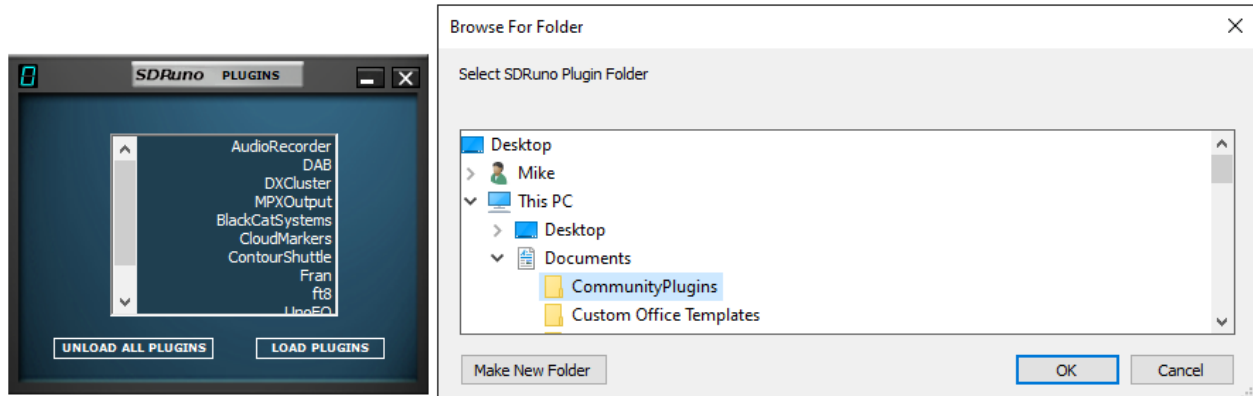 SDRuno PLUGINS
AudioRecorder
DAB
DXCluster
MPXOutput
BlackCatSystems
CloudMarkers
ContourShuttle
Fran
ft8
UnoEQ
UNLOAD ALL PLUGINS
LOAD PLUGINS
Browse For Folder
Select SDRuno Plugin Folder
Desktop
Mike
This PC
Desktop
Documents
CommunityPlugins
Custom Office Templates
Make New Folder
OK
Cancel